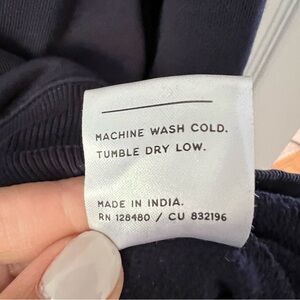 MACHINE WASH COLD.
TUMBLE DRY LOW.
MADE IN INDIA.
RN 128480 / CU 832196